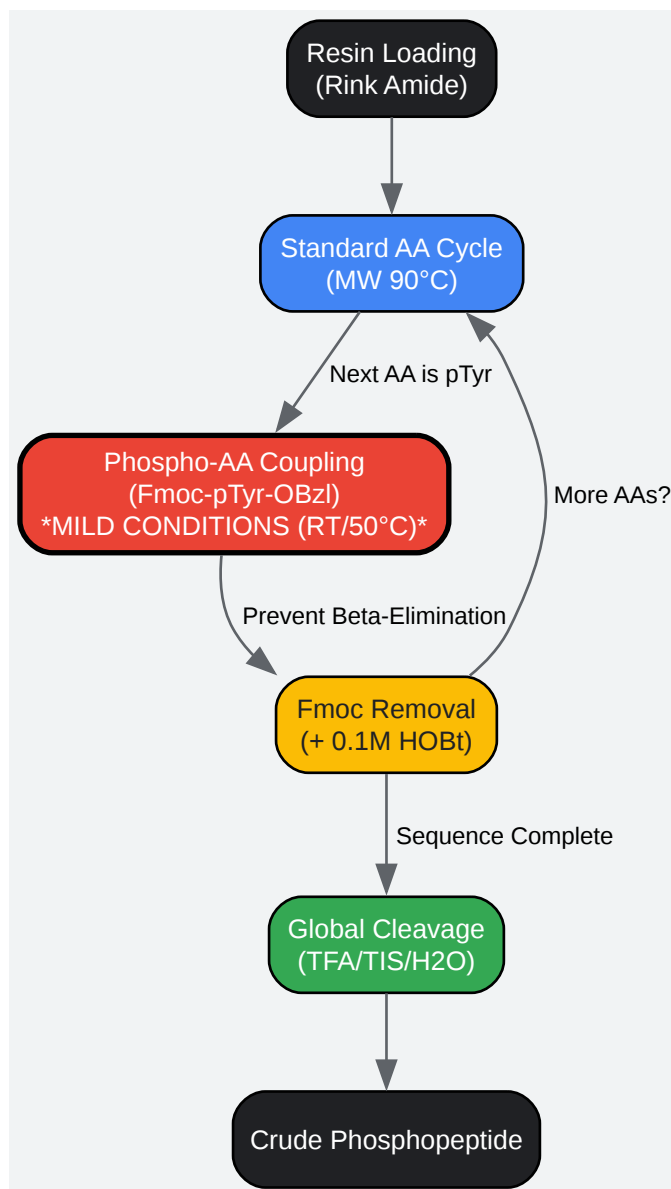 Resin Loading
(Rink Amide)
Standard AA Cycle
(MW 90°C)
Next AA is pTyr
Phospho-AA Coupling
(Fmoc-pTyr-OBzl)
*MILD CONDITIONS (RT/50°C)*
More AAs?
Prevent Beta-Elimination
Fmoc Removal
(+ 0.1M HOBt)
Sequence Complete
Global Cleavage
(TFA/TIS/H2O)
Crude Phosphopeptide